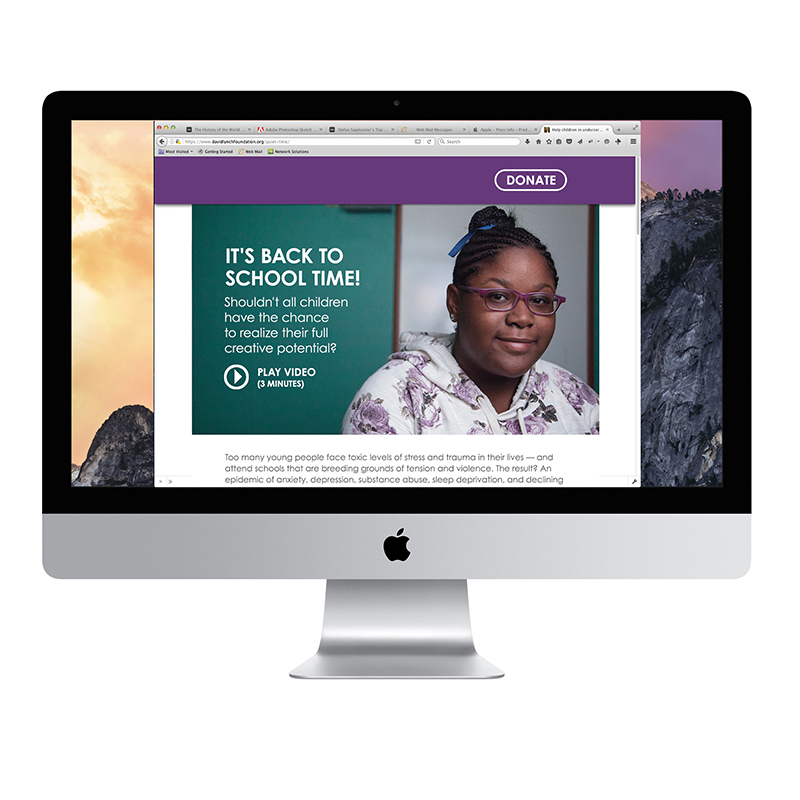 The History of the World ...
Adobe Photoshop Sketch
Stefan Sagmeister's Trip...
Web Mail Messages
Apple – Press Info – Prod...
Help children in underser...
https://www.davidlynchfoundation.org/quiet-time/
Search
Most Visited
Getting Started
Web Mail
Network Solutions
DONATE
IT'S BACK TO
SCHOOL TIME!
Shouldn't all children
have the chance
to realize their full
creative potential?
PLAY VIDEO
(3 MINUTES)
Too many young people face toxic levels of stress and trauma in their lives — and
attend schools that are breeding grounds of tension and violence. The result? An
epidemic of anxiety, depression, substance abuse, sleep deprivation, and declining